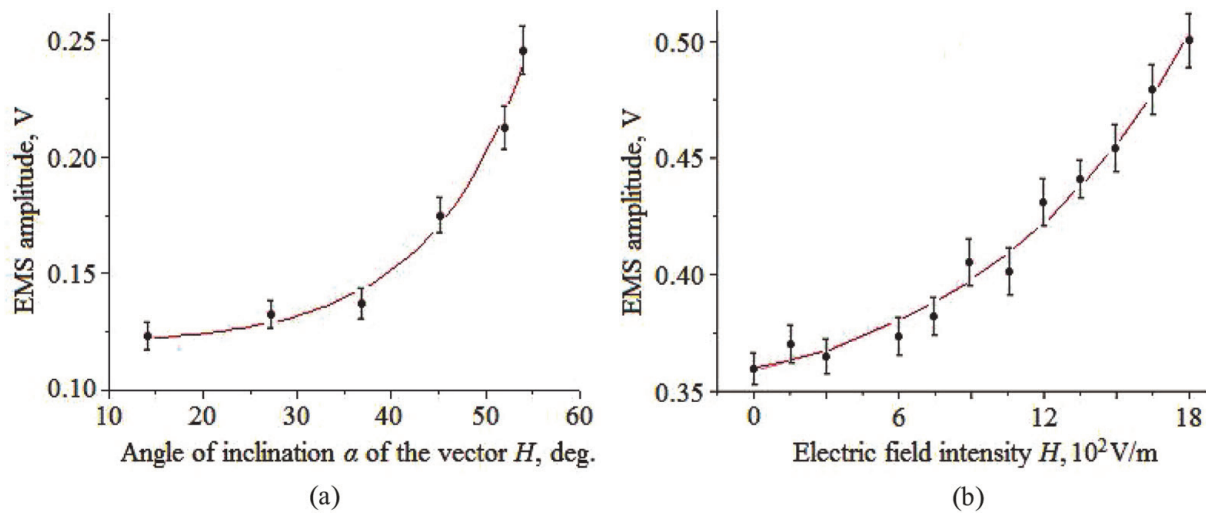 0.25
0.20
0.15
0.10
EMS amplitude, V
10 20 30 40 50 60
Angle of inclination α of the vector H, deg.
(a)
0.50
0.45
0.40
0.35
EMS amplitude, V
0 6 12 18
Electric field intensity H, 10²V/m
(b)